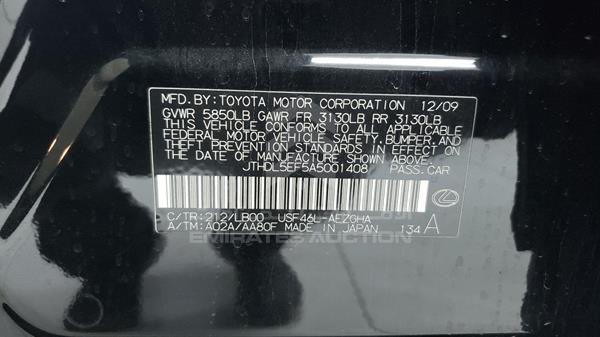 MFD. BY: TOYOTA MOTOR CORPORATION 12/09
GVWR 5850LB GAWR FR 3130LB RR 3130LB
THIS VEHICLE CONFORMS TO ALL APPLICABLE
FEDERAL MOTOR VEHICLE SAFETY, BUMPER, AND
THEFT PREVENTION STANDARDS IN EFFECT ON
THE DATE OF MANUFACTURE SHOWN ABOVE.
JTHDL5EF5A5001408 PASS.CAR
C/TR: 212/LB00 USF46L-AEZGHA
A/TM: A02A/AA80F MADE IN JAPAN 134 A